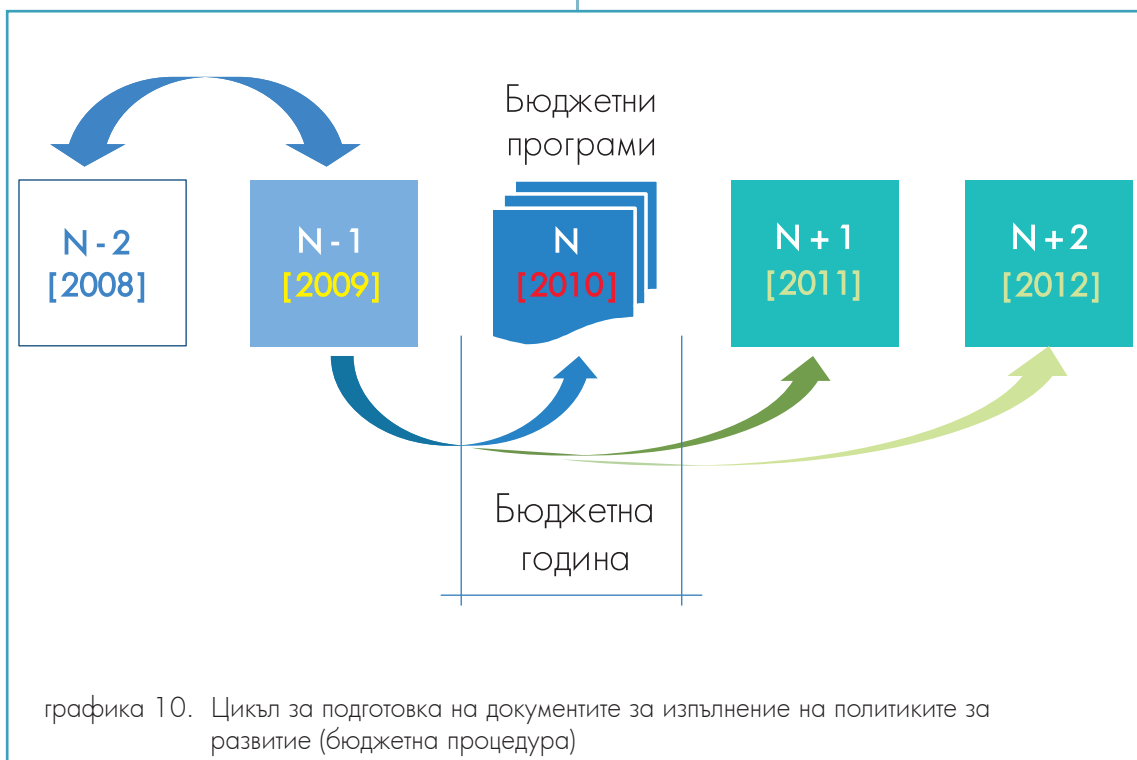 Бюджетни
програми
N - 2
[2008]
N - 1
[2009]
N
[2010]
N + 1
[2011]
N + 2
[2012]
Бюджетна
година
графика 10. Цикъл за подготовка на документите за изпълнение на политиките за
развитие (бюджетна процедура)